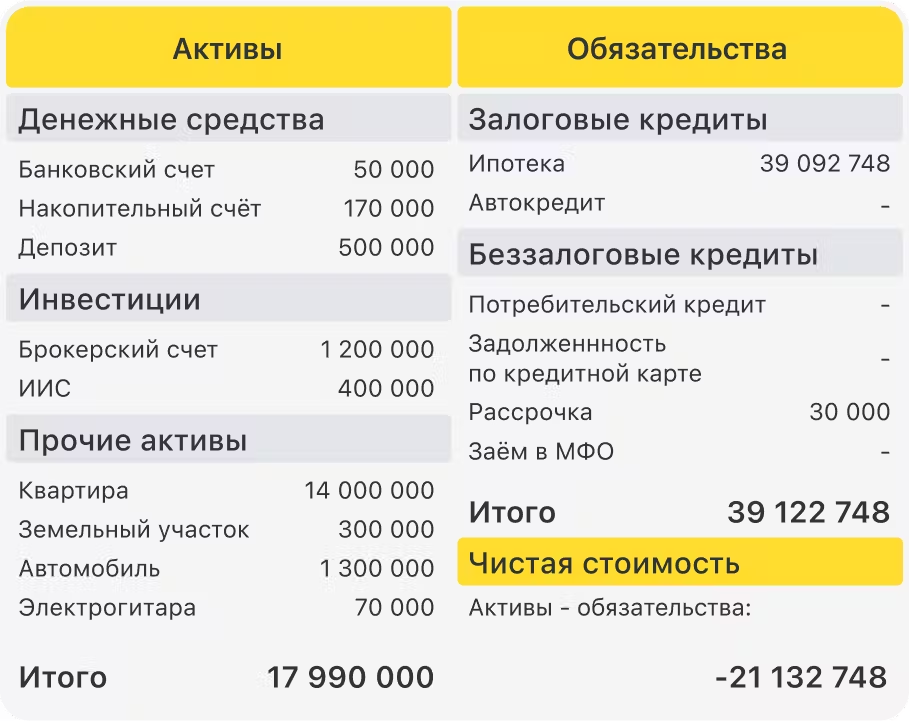 Активы
Денежные средства
Банковский счет 50 000
Накопительный счёт 170 000
Депозит 500 000
Инвестиции
Брокерский счет 1 200 000
ИИС 400 000
Прочие активы
Квартира 14 000 000
Земельный участок 300 000
Автомобиль 1 300 000
Электрогитара 70 000
Итого 17 990 000
Обязательства
Залоговые кредиты
Ипотека 39 092 748
Автокредит -
Беззалоговые кредиты
Потребительский кредит -
Задолженнность
по кредитной карте -
Рассрочка 30 000
Заём в МФО -
Итого 39 122 748
Чистая стоимость
Активы - обязательства:
-21 132 748